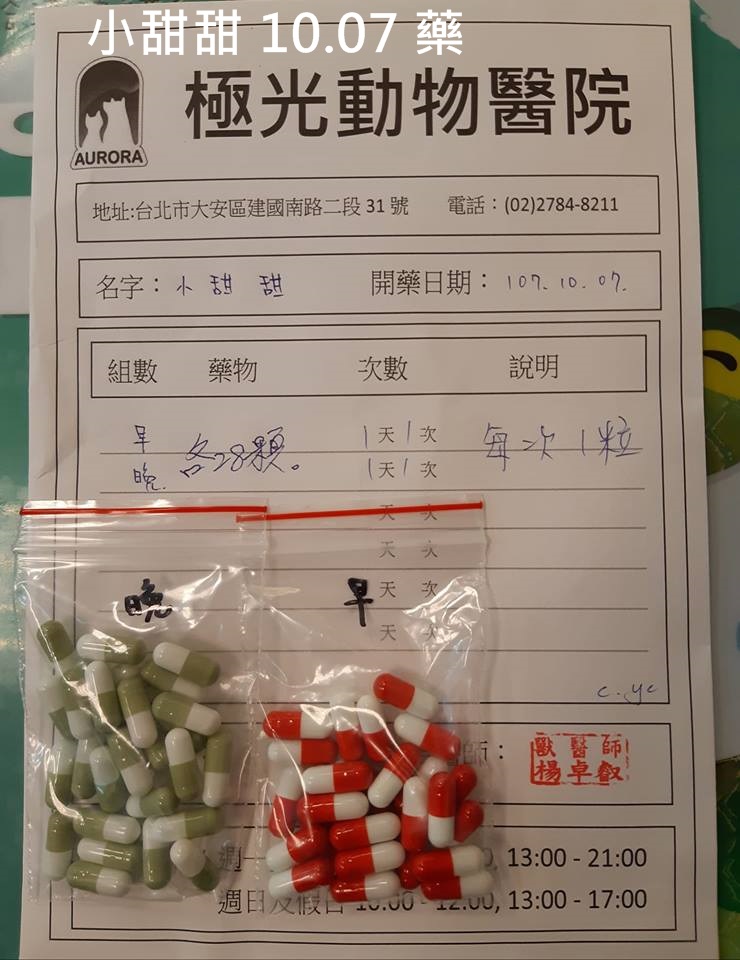 小甜甜 10.07 藥
極光動物醫院
AURORA
地址:台北市大安區建國南路二段 31 號 電話：(02)2784-8211
名字：小甜甜 開藥日期：107.10.07.
組數 藥物 次數 說明
早 各28顆。 1天1次 每次1粒
晚. 1天1次
天 次
天 次
晚 早 天 次
天 次
c.yc
師： 獸醫師
楊卓叡
週一 13:00 - 21:00
週日及假日 10:00 - 12:00, 13:00 - 17:00